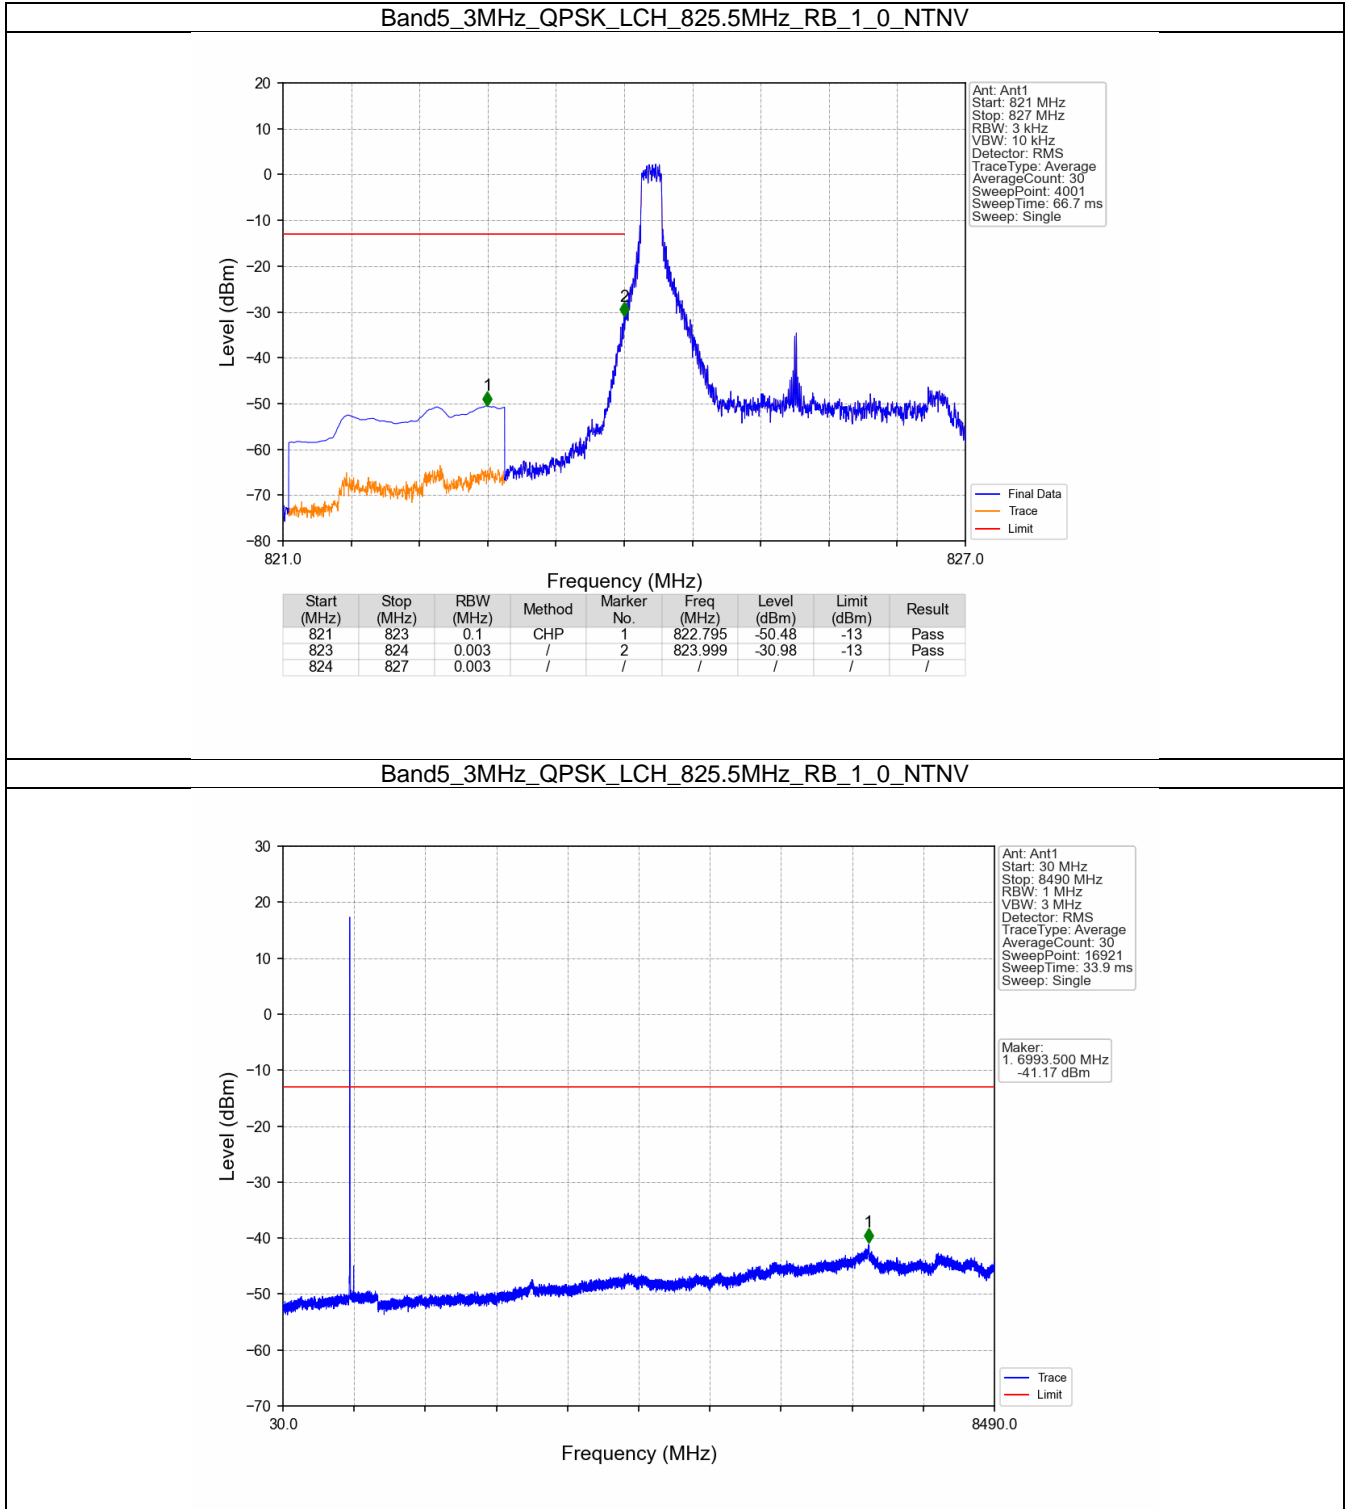 Band5_3MHz_QPSK_LCH_825.5MHz_RB_1_0_NTNV
20
10
0
−10
−20
−30
−40
−50
−60
−70
−80
Level (dBm)
1
2
821.0
827.0
Frequency (MHz)
Ant: Ant1
Start: 821 MHz
Stop: 827 MHz
RBW: 3 kHz
VBW: 10 kHz
Detector: RMS
TraceType: Average
AverageCount: 30
SweepPoint: 4001
SweepTime: 66.7 ms
Sweep: Single
Final Data
Trace
Limit
Start (MHz) Stop (MHz) RBW (MHz) Method Marker No. Freq (MHz) Level (dBm) Limit (dBm) Result
821 823 0.1 CHP 1 822.795 -50.48 -13 Pass
823 824 0.003 / 2 823.999 -30.98 -13 Pass
824 827 0.003 / / / / / /
Band5_3MHz_QPSK_LCH_825.5MHz_RB_1_0_NTNV
30
20
10
0
−10
−20
−30
−40
−50
−60
−70
Level (dBm)
1
30.0
8490.0
Frequency (MHz)
Ant: Ant1
Start: 30 MHz
Stop: 8490 MHz
RBW: 1 MHz
VBW: 3 MHz
Detector: RMS
TraceType: Average
AverageCount: 30
SweepPoint: 16921
SweepTime: 33.9 ms
Sweep: Single
Maker:
1. 6993.500 MHz
-41.17 dBm
Trace
Limit